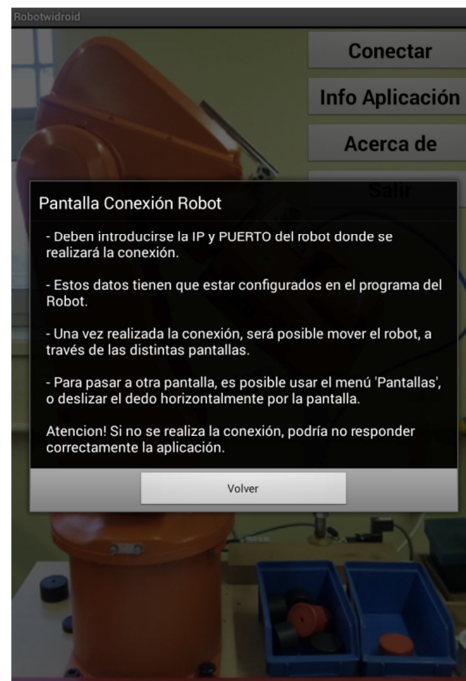 Robotwidroid
Conectar
Info Aplicación
Acerca de
Salir
Pantalla Conexión Robot
- Deben introducirse la IP y PUERTO del robot donde se
realizará la conexión.
- Estos datos tienen que estar configurados en el programa del
Robot.
- Una vez realizada la conexión, será posible mover el robot, a
través de las distintas pantallas.
- Para pasar a otra pantalla, es posible usar el menú 'Pantallas',
o deslizar el dedo horizontalmente por la pantalla.
Atencion! Si no se realiza la conexión, podría no responder
correctamente la aplicación.
Volver